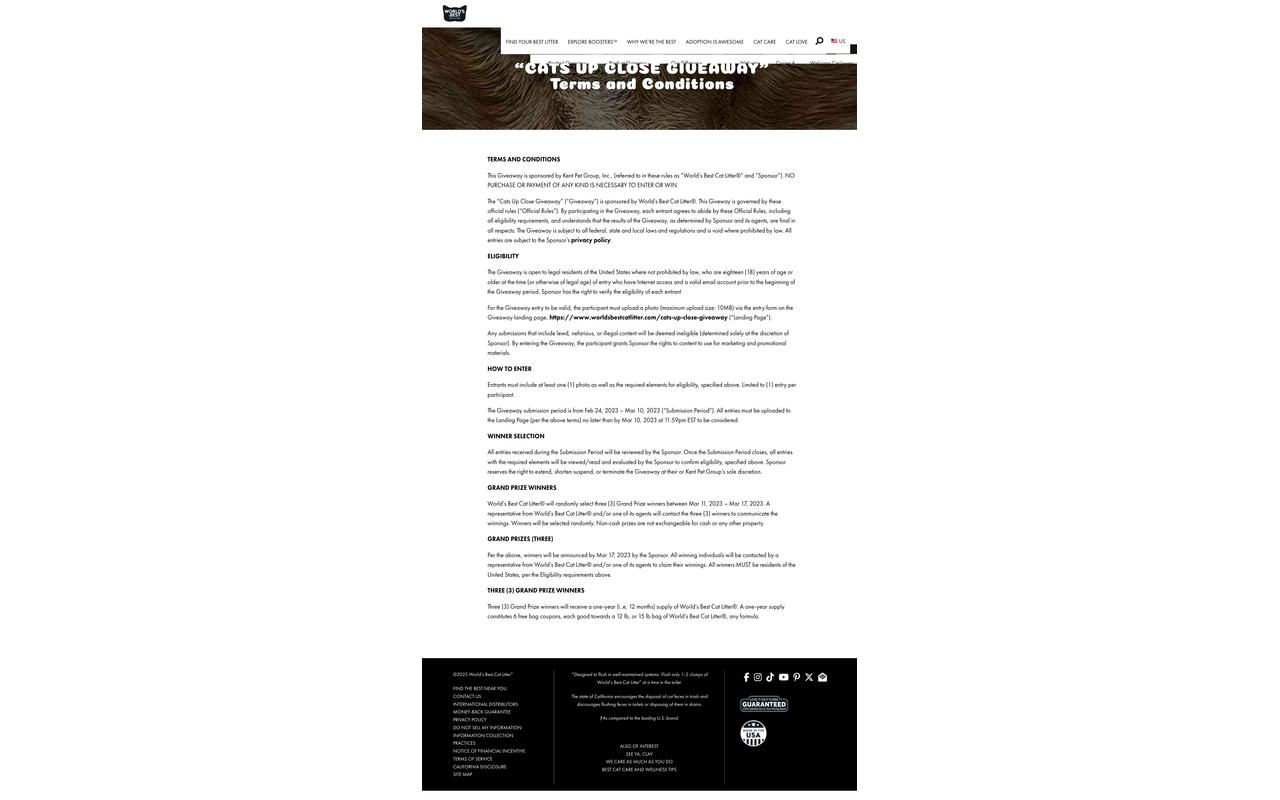 WORLD'S
BEST
FIND YOUR BEST LITTER EXPLORE BOOSTERS™ WHY WE'RE THE BEST ADOPTION IS AWESOME CAT CARE CAT LOVE US
“CATS UP CLOSE GIVEAWAY”
Terms and Conditions
TERMS AND CONDITIONS
This Giveaway is sponsored by Kent Pet Group, Inc., (referred to in these rules as “World’s Best Cat Litter®” and “Sponsor”). NO
PURCHASE OR PAYMENT OF ANY KIND IS NECESSARY TO ENTER OR WIN.
The “Cats Up Close Giveaway” (“Giveaway”) is sponsored by World’s Best Cat Litter®. This Giveway is governed by these
official rules (“Official Rules”). By participating in the Giveaway, each entrant agrees to abide by these Official Rules, including
all eligibility requirements, and understands that the results of the Giveaway, as determined by Sponsor and its agents, are final in
all respects. The Giveaway is subject to all federal, state and local laws and regulations and is void where prohibited by law. All
entries are subject to the Sponsor’s privacy policy.
ELIGIBILITY
The Giveaway is open to legal residents of the United States where not prohibited by law, who are eighteen (18) years of age or
older at the time (or otherwise of legal age) of entry who have Internet access and a valid email account prior to the beginning of
the Giveaway period. Sponsor has the right to verify the eligibility of each entrant.
For the Giveaway entry to be valid, the participant must upload a photo (maximum upload size: 10MB) via the entry form on the
Giveaway landing page, https://www.worldsbestcatlitter.com/cats-up-close-giveaway (“Landing Page”).
Any submissions that include lewd, nefarious, or illegal content will be deemed ineligible (determined solely at the discretion of
Sponsor). By entering the Giveaway, the participant grants Sponsor the rights to content to use for marketing and promotional
materials.
HOW TO ENTER
Entrants must include at least one (1) photo as well as the required elements for eligibility, specified above. Limited to (1) entry per
participant.
The Giveaway submission period is from Feb 24, 2023 – Mar 10, 2023 (“Submission Period”). All entries must be uploaded to
the Landing Page (per the above terms) no later than by Mar 10, 2023 at 11:59pm EST to be considered.
WINNER SELECTION
All entries received during the Submission Period will be reviewed by the Sponsor. Once the Submission Period closes, all entries
with the required elements will be viewed/read and evaluated by the Sponsor to confirm eligibility, specified above. Sponsor
reserves the right to extend, shorten suspend, or terminate the Giveaway at their or Kent Pet Group’s sole discretion.
GRAND PRIZE WINNERS
World’s Best Cat Litter® will randomly select three (3) Grand Prize winners between Mar 11, 2023 – Mar 17, 2023. A
representative from World’s Best Cat Litter® and/or one of its agents will contact the three (3) winners to communicate the
winnings. Winners will be selected randomly. Non-cash prizes are not exchangeable for cash or any other property.
GRAND PRIZES (THREE)
Per the above, winners will be announced by Mar 17, 2023 by the Sponsor. All winning individuals will be contacted by a
representative from World’s Best Cat Litter® and/or one of its agents to claim their winnings. All winners MUST be residents of the
United States, per the Eligibility requirements above.
THREE (3) GRAND PRIZE WINNERS
Three (3) Grand Prize winners will receive a one-year (i..e, 12 months) supply of World’s Best Cat Litter®. A one-year supply
constitutes 6 free bag coupons, each good towards a 12 lb, or 15 lb bag of World’s Best Cat Litter®, any formula.
©2025 World's Best Cat Litter™
FIND THE BEST NEAR YOU
CONTACT US
INTERNATIONAL DISTRIBUTORS
MONEY-BACK GUARANTEE
PRIVACY POLICY
DO NOT SELL MY INFORMATION
INFORMATION COLLECTION
PRACTICES
NOTICE OF FINANCIAL INCENTIVE
TERMS OF SERVICE
CALIFORNIA DISCLOSURE
SITE MAP
*Designed to flush in well-maintained systems. Flush only 1-2 clumps of
World's Best Cat Litter™ at a time in the toilet.
The state of California encourages the disposal of cat feces in trash and
discourages flushing feces in toilets or disposing of them in drains.
†As compared to the leading U.S. brand.
ALSO OF INTEREST
SEE YA, CLAY
WE CARE AS MUCH AS YOU DO
BEST CAT CARE AND WELLNESS TIPS
LOVE IT OR IT'S FREE
GUARANTEED
MADE IN THE
USA